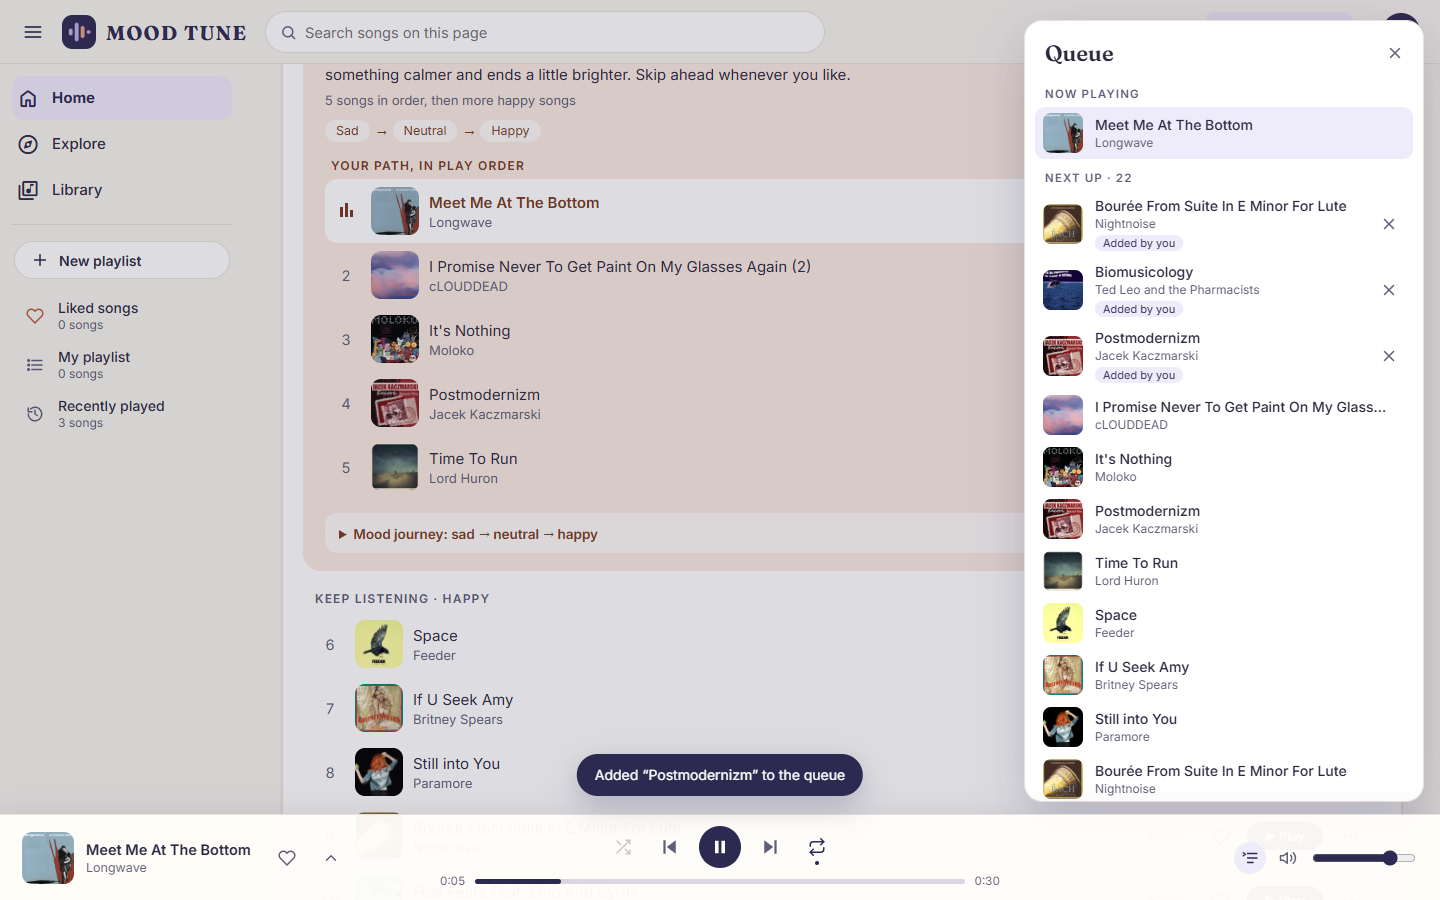 MOOD TUNE
Search songs on this page
Home
Explore
Library
New playlist
Liked songs
0 songs
My playlist
0 songs
Recently played
3 songs
something calmer and ends a little brighter. Skip ahead whenever you like.
5 songs in order, then more happy songs
Sad → Neutral → Happy
YOUR PATH, IN PLAY ORDER
Meet Me At The Bottom
Longwave
2
I Promise Never To Get Paint On My Glasses Again (2)
cLOUDDEAD
3
It's Nothing
Moloko
4
Postmodernizm
Jacek Kaczmarski
5
Time To Run
Lord Huron
Mood journey: sad → neutral → happy
KEEP LISTENING · HAPPY
6
Space
Feeder
7
If U Seek Amy
Britney Spears
8
Still into You
Paramore
Bourée From Suite In E Minor For Lute
Nightnoise
Added “Postmodernizm” to the queue
Queue
NOW PLAYING
Meet Me At The Bottom
Longwave
NEXT UP · 22
Bourée From Suite In E Minor For Lute
Nightnoise
Added by you
Biomusicology
Ted Leo and the Pharmacists
Added by you
Postmodernizm
Jacek Kaczmarski
Added by you
I Promise Never To Get Paint On My Glass...
cLOUDDEAD
It's Nothing
Moloko
Postmodernizm
Jacek Kaczmarski
Time To Run
Lord Huron
Space
Feeder
If U Seek Amy
Britney Spears
Still into You
Paramore
Bourée From Suite In E Minor For Lute
Nightnoise
Meet Me At The Bottom
Longwave
0:05
0:30
Play